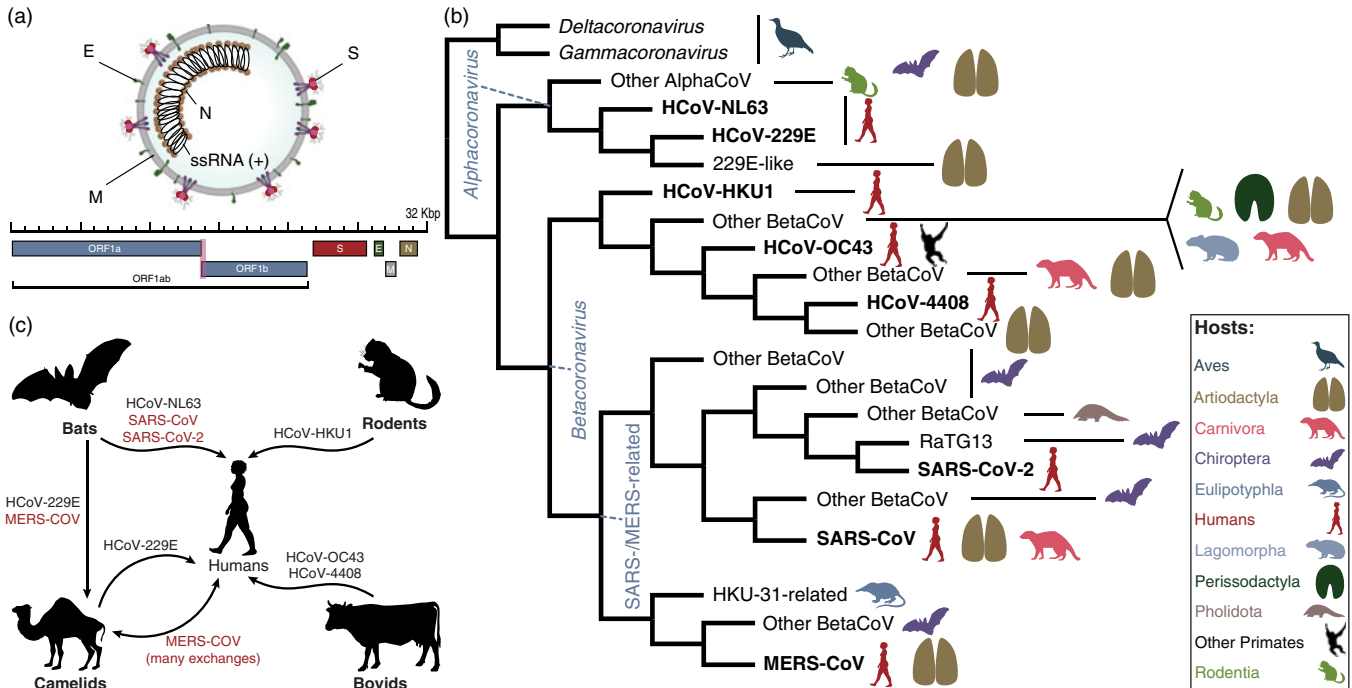 (a)
E
S
N
ssRNA (+)
M
32 Kbp
ORF1a
S
E
N
ORF1b
M
ORF1ab
(b)
Alphacoronavirus
Betacoronavirus
SARS-/MERS-related
Deltacoronavirus
Gammacoronavirus
Other AlphaCoV
HCoV-NL63
HCoV-229E
229E-like
HCoV-HKU1
Other BetaCoV
HCoV-OC43
Other BetaCoV
HCoV-4408
Other BetaCoV
Other BetaCoV
Other BetaCoV
Other BetaCoV
RaTG13
SARS-CoV-2
Other BetaCoV
SARS-CoV
HKU-31-related
Other BetaCoV
MERS-CoV
Hosts:
Aves
Artiodactyla
Carnivora
Chiroptera
Eulipotyphla
Humans
Lagomorpha
Perissodactyla
Pholidota
Other Primates
Rodentia
(c)
Bats
Rodents
HCoV-NL63
SARS-CoV
SARS-CoV-2
HCoV-HKU1
HCoV-229E
MERS-COV
HCoV-229E
Humans
HCoV-OC43
HCoV-4408
MERS-COV
(many exchanges)
Camelids
Bovids